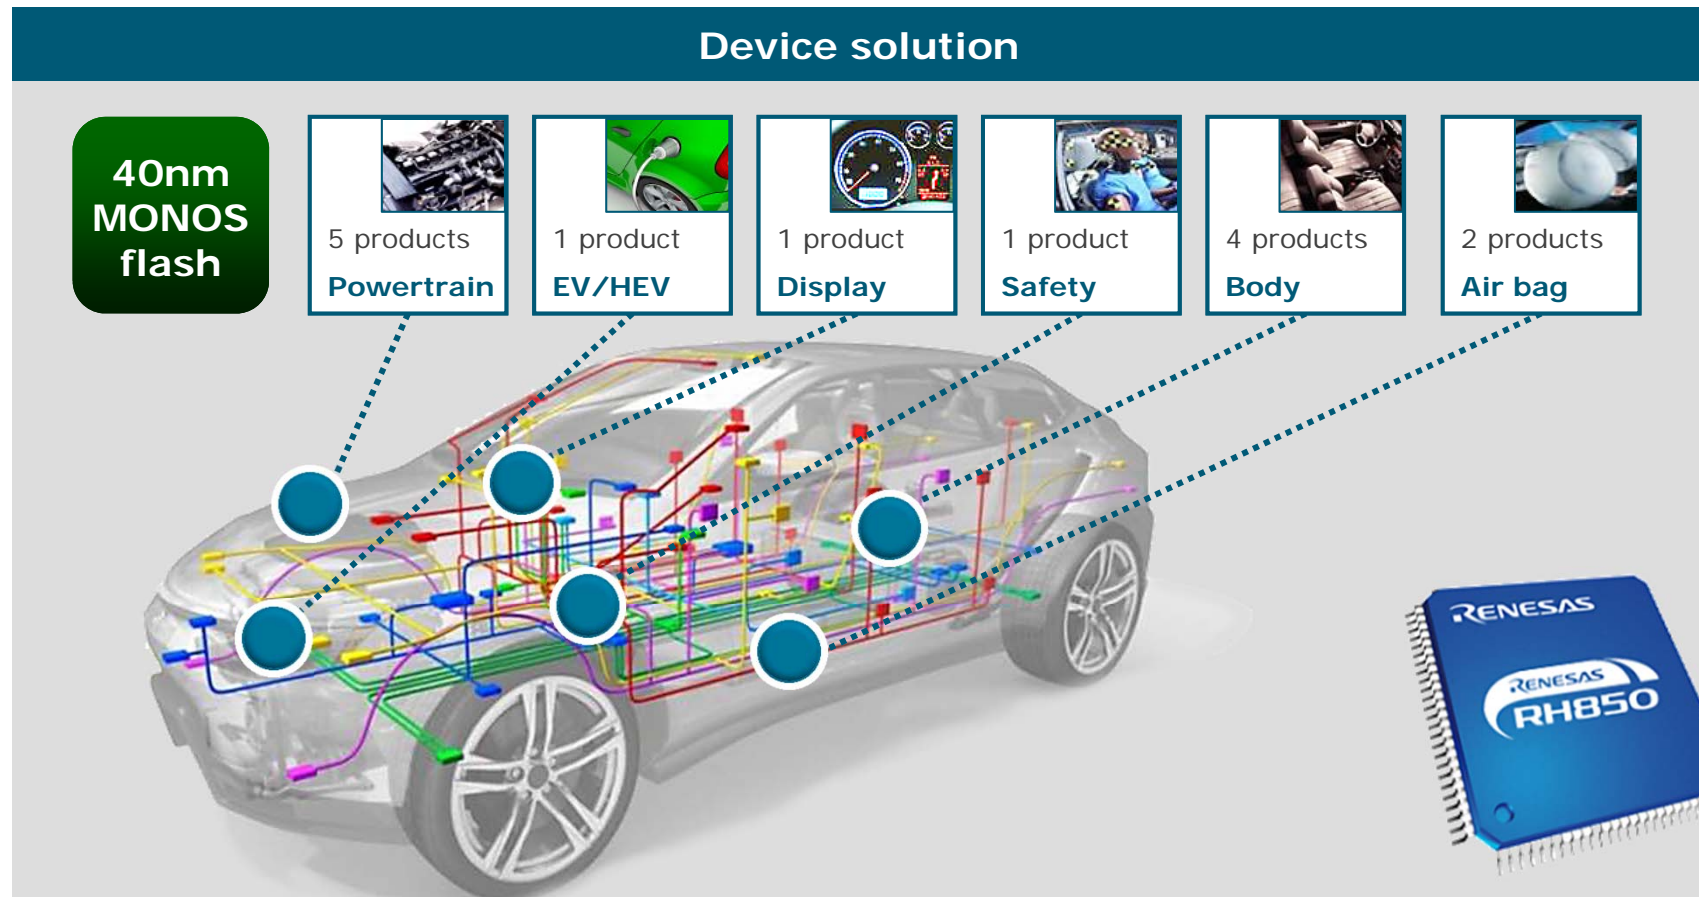 Device solution
40nm
MONOS
flash
5 products
Powertrain
1 product
EV/HEV
1 product
Display
1 product
Safety
4 products
Body
2 products
Air bag
RENESAS
RENESAS
RH850